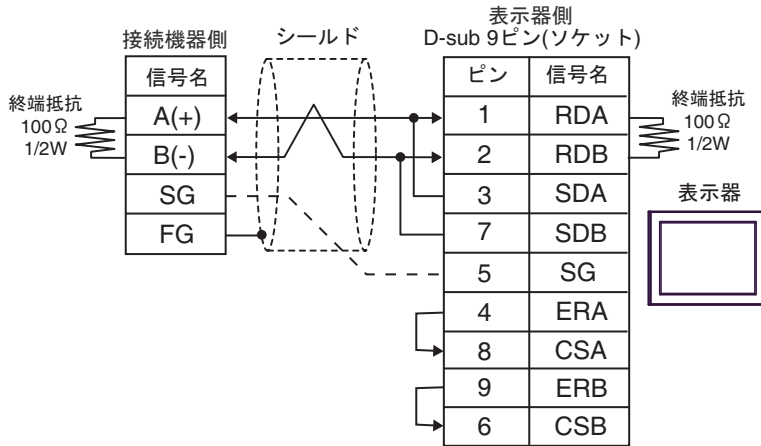 表示器側
接続機器側 シールド D-sub 9ピン(ソケット)
信号名 ピン 信号名
終端抵抗
100Ω
1/2W
A(+) 1 RDA
B(-) 2 RDB
終端抵抗
100Ω
1/2W
SG 3 SDA
表示器
FG 7 SDB
5 SG
4 ERA
8 CSA
9 ERB
6 CSB